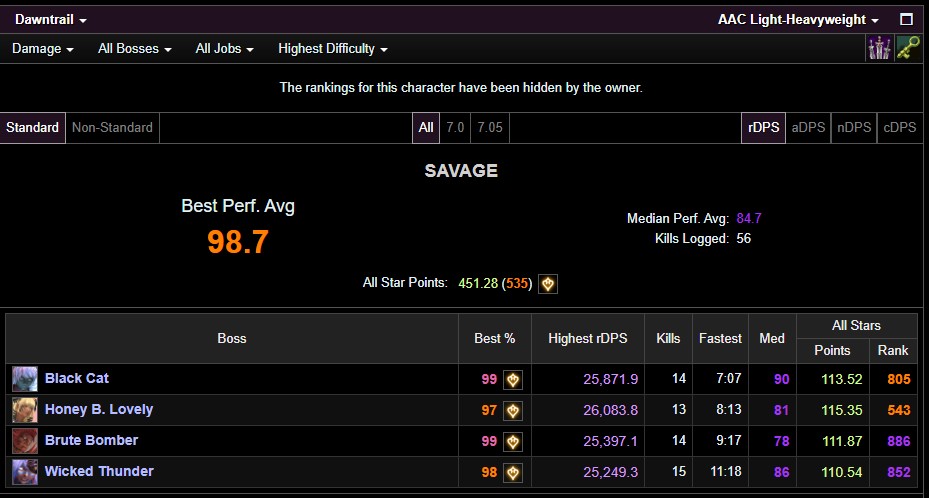 Dawntrail AAC Light-Heavyweight
Damage All Bosses All Jobs Highest Difficulty
The rankings for this character have been hidden by the owner.
Standard Non-Standard All 7.0 7.05 rDPS aDPS nDPS cDPS
SAVAGE
Best Perf. Avg
98.7
Median Perf. Avg: 84.7
Kills Logged: 56
All Star Points: 451.28 (535)
Boss Best % Highest rDPS Kills Fastest Med All Stars
Points Rank
Black Cat 99 25,871.9 14 7:07 90 113.52 805
Honey B. Lovely 97 26,083.8 13 8:13 81 115.35 543
Brute Bomber 99 25,397.1 14 9:17 78 111.87 886
Wicked Thunder 98 25,249.3 15 11:18 86 110.54 852